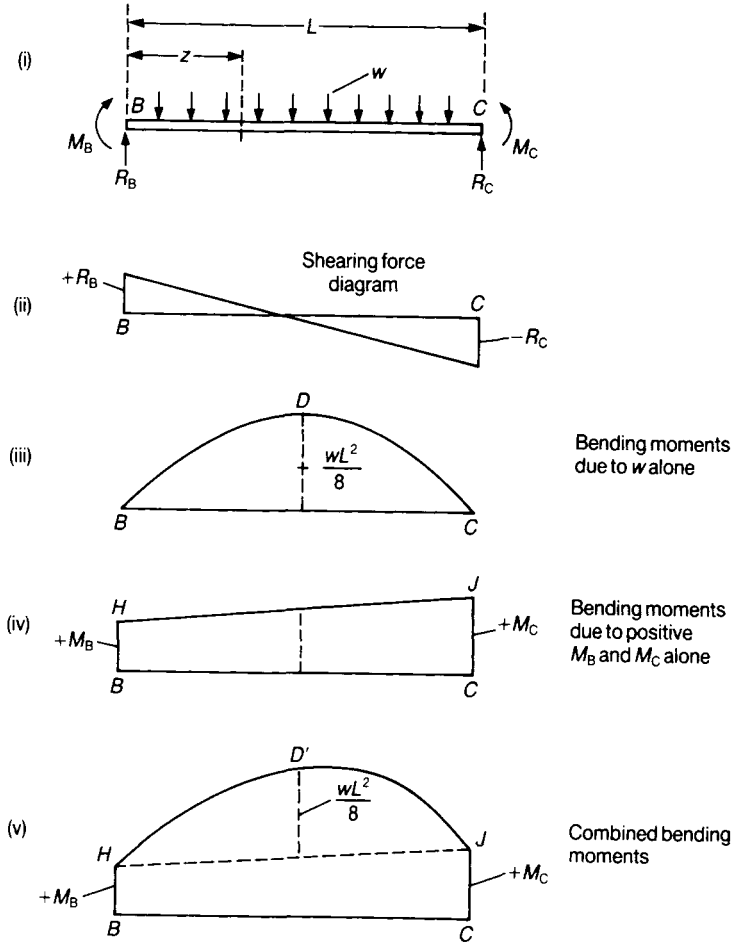 (i)
L
z
w
B
C
M_B
M_C
R_B
R_C
(ii)
+R_B
Shearing force
diagram
B
C
−R_C
(iii)
D
+ wL²/8
B
C
Bending moments
due to w alone
(iv)
H
J
+M_B
+M_C
B
C
Bending moments
due to positive
M_B and M_C alone
(v)
D′
wL²/8
H
J
+M_B
+M_C
B
C
Combined bending
moments